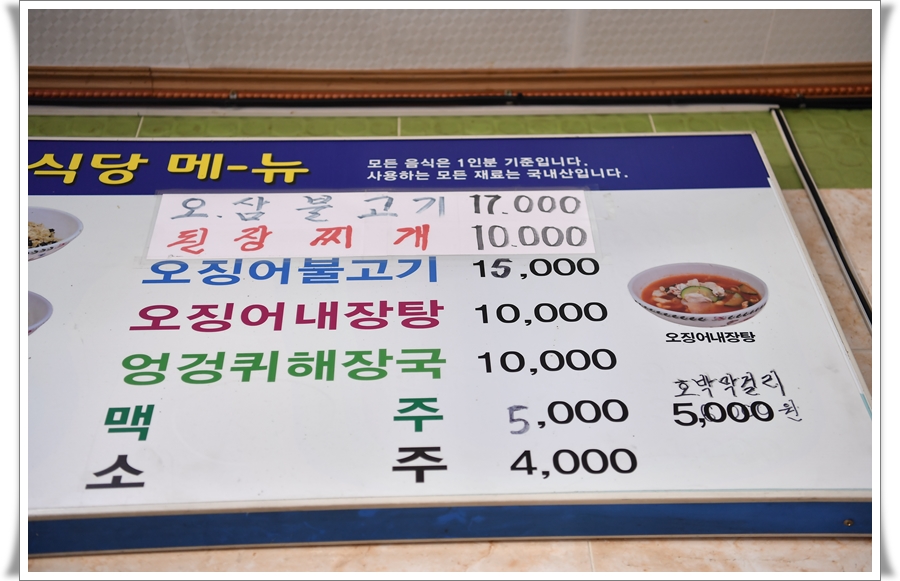 식당 메-뉴
모든 음식은 1인분 기준입니다.
사용하는 모든 재료는 국내산입니다.
오.삼불고기 17.000
된장찌개 10.000
오징어불고기 15,000
오징어내장탕 10,000
오징어내장탕
엉겅퀴해장국 10,000
호박막걸리
5,000원
맥주 5,000
소주 4,000